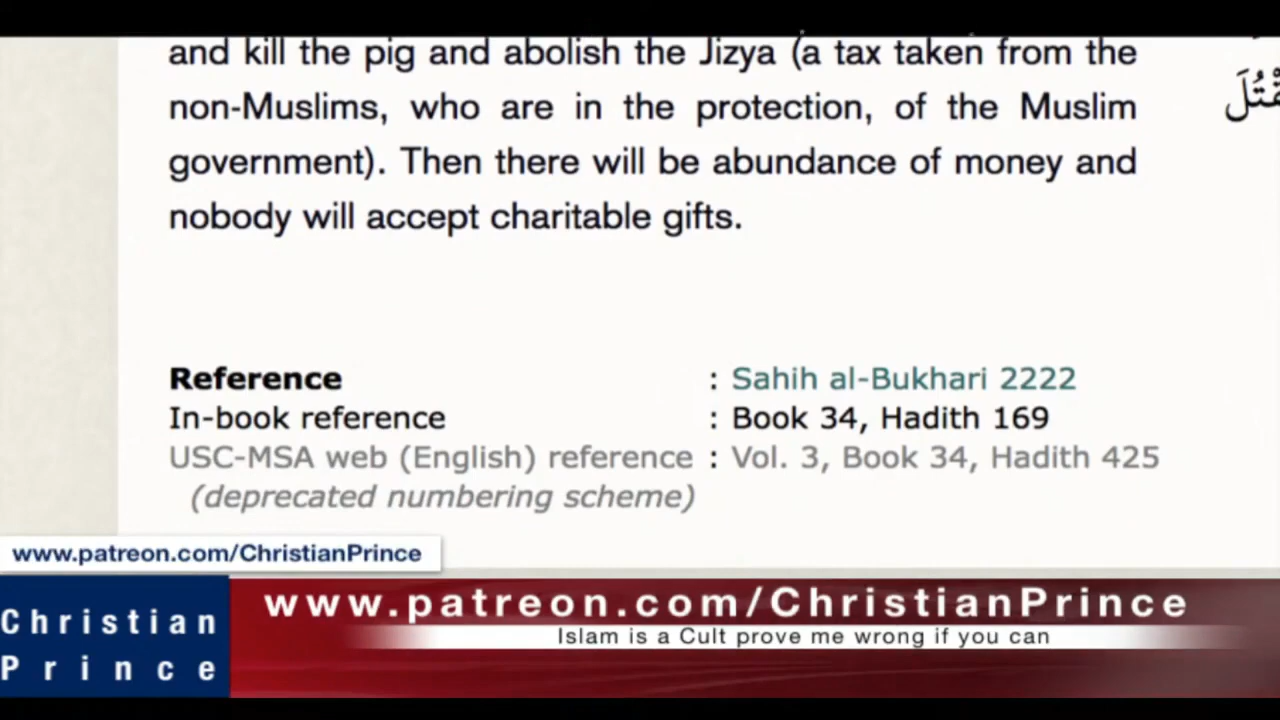 and kill the pig and abolish the Jizya (a tax taken from the
non-Muslims, who are in the protection, of the Muslim
government). Then there will be abundance of money and
nobody will accept charitable gifts.
Reference : Sahih al-Bukhari 2222
In-book reference : Book 34, Hadith 169
USC-MSA web (English) reference : Vol. 3, Book 34, Hadith 425
(deprecated numbering scheme)
www.patreon.com/ChristianPrince
Christian
Prince
www.patreon.com/ChristianPrince
Islam is a Cult prove me wrong if you can